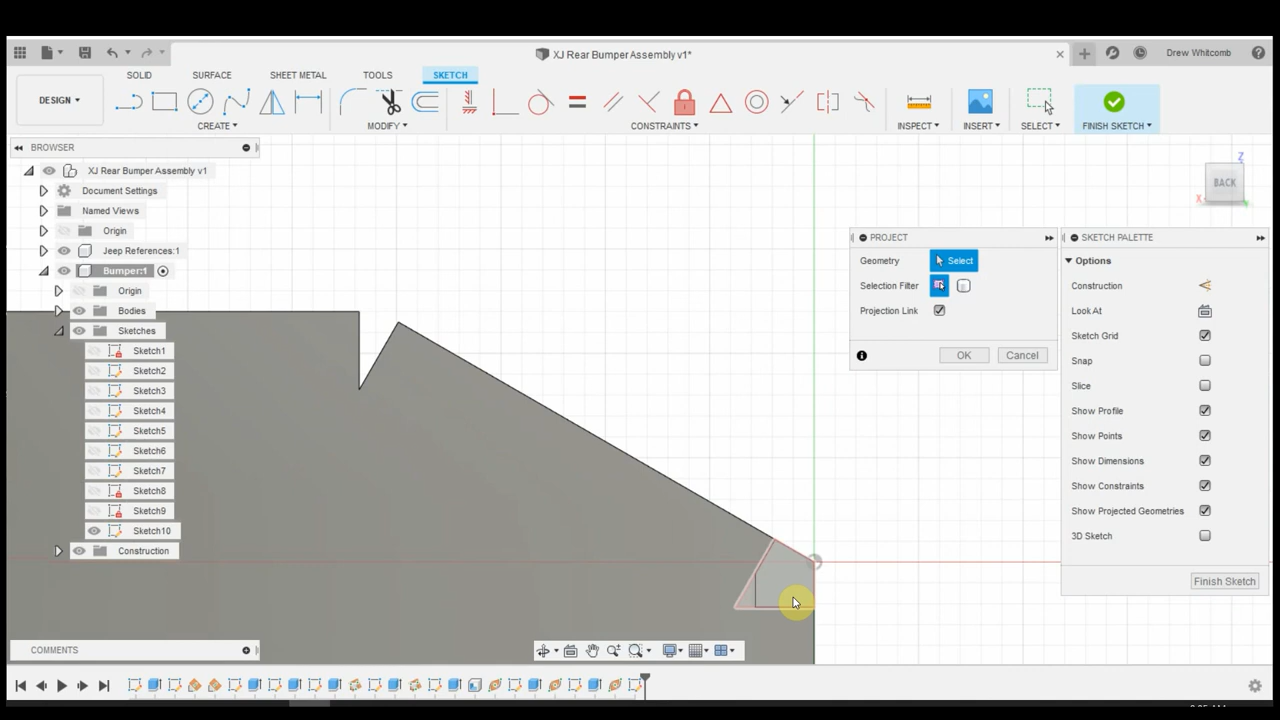 XJ Rear Bumper Assembly v1*
Drew Whitcomb
SOLID SURFACE SHEET METAL TOOLS SKETCH
DESIGN
CREATE MODIFY CONSTRAINTS INSPECT INSERT SELECT FINISH SKETCH
BROWSER
XJ Rear Bumper Assembly v1
Document Settings
Named Views
Origin
Jeep References:1
Bumper:1
Origin
Bodies
Sketches
Sketch1
Sketch2
Sketch3
Sketch4
Sketch5
Sketch6
Sketch7
Sketch8
Sketch9
Sketch10
Construction
Z
BACK
X
PROJECT
Geometry Select
Selection Filter
Projection Link
OK Cancel
SKETCH PALETTE
Options
Construction
Look At
Sketch Grid
Snap
Slice
Show Profile
Show Points
Show Dimensions
Show Constraints
Show Projected Geometries
3D Sketch
Finish Sketch
COMMENTS